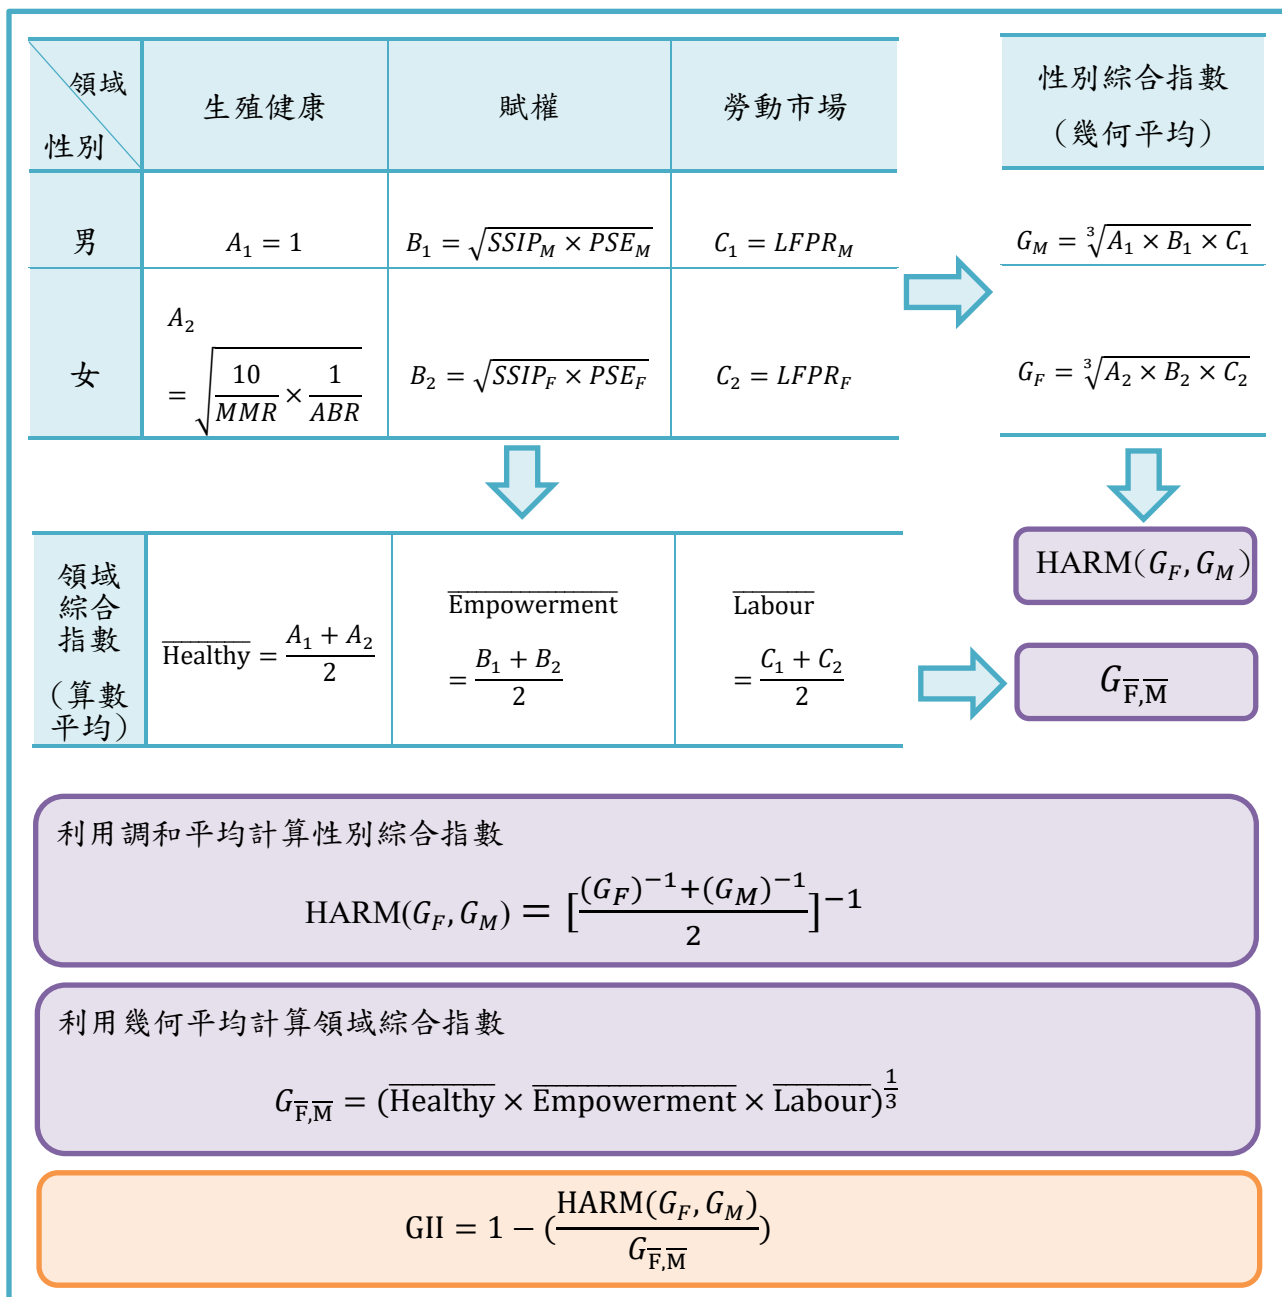 領域
性別
生殖健康
賦權
勞動市場
性別綜合指數
（幾何平均）
男
A₁ = 1
B₁ = √(SSIP_M × PSE_M)
C₁ = LFPR_M
G_M = ∛(A₁ × B₁ × C₁)
女
A₂
= √(10/MMR × 1/ABR)
B₂ = √(SSIP_F × PSE_F)
C₂ = LFPR_F
G_F = ∛(A₂ × B₂ × C₂)
領域
綜合
指數
（算數
平均）
H̅e̅a̅l̅t̅h̅y̅ = (A₁ + A₂)/2
E̅m̅p̅o̅w̅e̅r̅m̅e̅n̅t̅
= (B₁ + B₂)/2
L̅a̅b̅o̅u̅r̅
= (C₁ + C₂)/2
HARM(G_F, G_M)
G_F̅,M̅
利用調和平均計算性別綜合指數
HARM(G_F, G_M) = [((G_F)⁻¹+(G_M)⁻¹)/2]⁻¹
利用幾何平均計算領域綜合指數
G_F̅,M̅ = (H̅e̅a̅l̅t̅h̅y̅ × E̅m̅p̅o̅w̅e̅r̅m̅e̅n̅t̅ × L̅a̅b̅o̅u̅r̅)^(1/3)
GII = 1 − (HARM(G_F, G_M)/G_F̅,M̅)